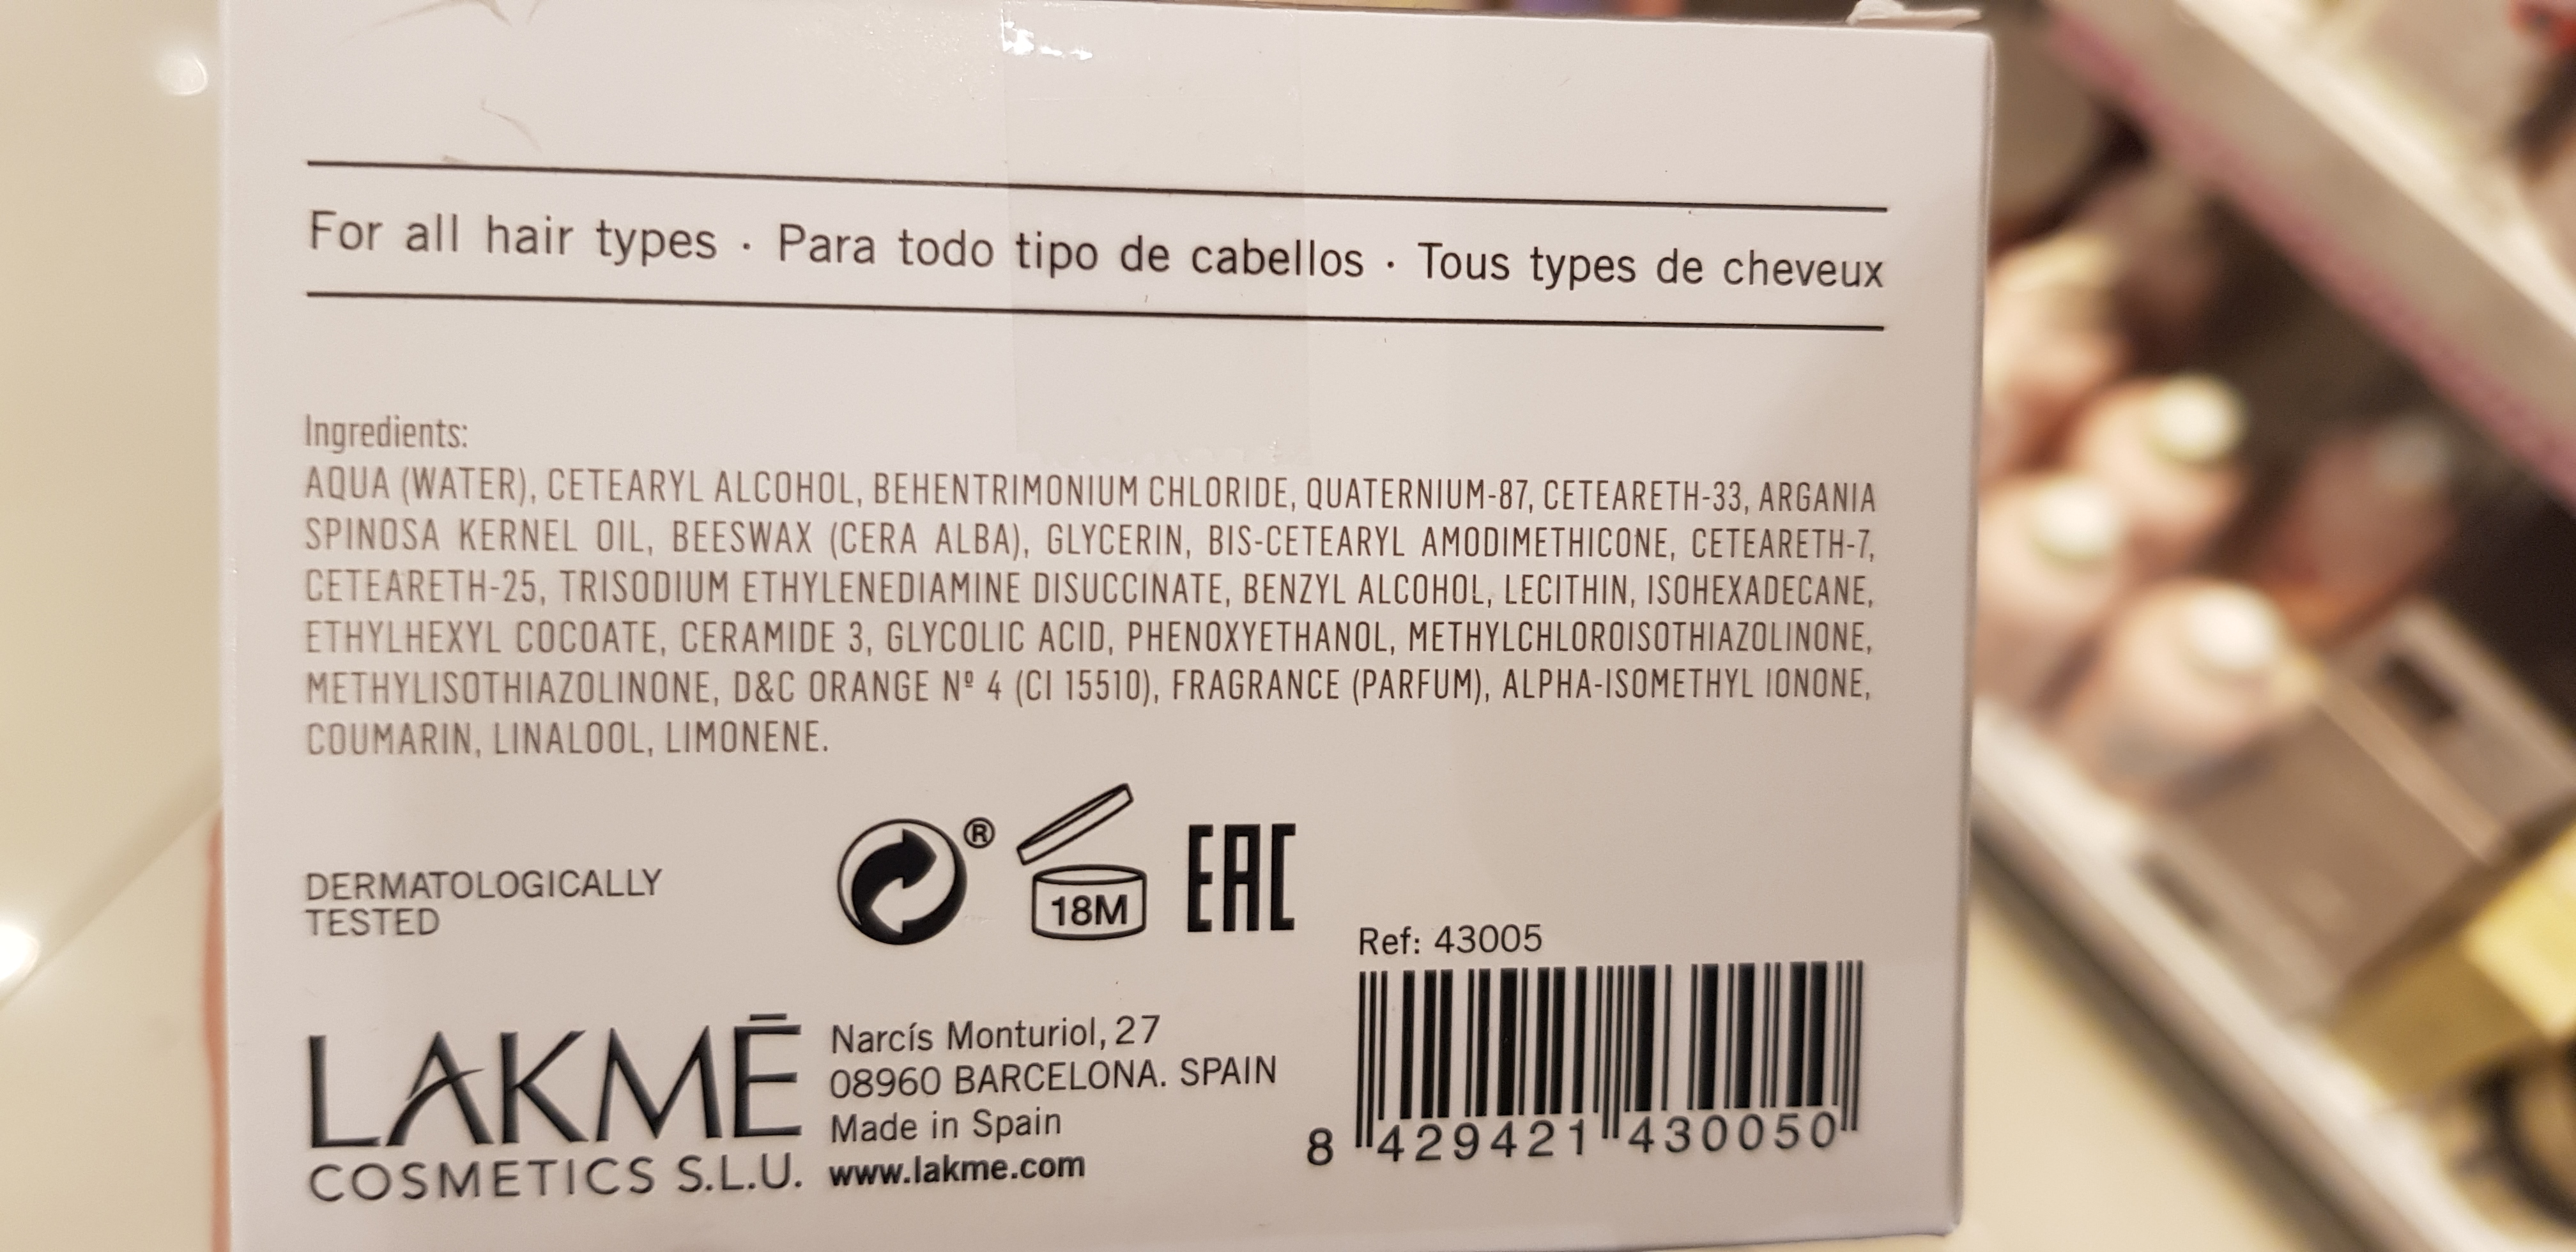 For all hair types · Para todo tipo de cabellos · Tous types de cheveux
Ingredients:
AQUA (WATER), CETEARYL ALCOHOL, BEHENTRIMONIUM CHLORIDE, QUATERNIUM-87, CETEARETH-33, ARGANIA
SPINOSA KERNEL OIL, BEESWAX (CERA ALBA), GLYCERIN, BIS-CETEARYL AMODIMETHICONE, CETEARETH-7,
CETEARETH-25, TRISODIUM ETHYLENEDIAMINE DISUCCINATE, BENZYL ALCOHOL, LECITHIN, ISOHEXADECANE,
ETHYLHEXYL COCOATE, CERAMIDE 3, GLYCOLIC ACID, PHENOXYETHANOL, METHYLCHLOROISOTHIAZOLINONE,
METHYLISOTHIAZOLINONE, D&C ORANGE Nº 4 (CI 15510), FRAGRANCE (PARFUM), ALPHA-ISOMETHYL IONONE,
COUMARIN, LINALOOL, LIMONENE.
DERMATOLOGICALLY
TESTED
®
18M
EAC
Ref: 43005
LAKMĒ
COSMETICS S.L.U.
Narcís Monturiol, 27
08960 BARCELONA. SPAIN
Made in Spain
www.lakme.com
8 429421 430050